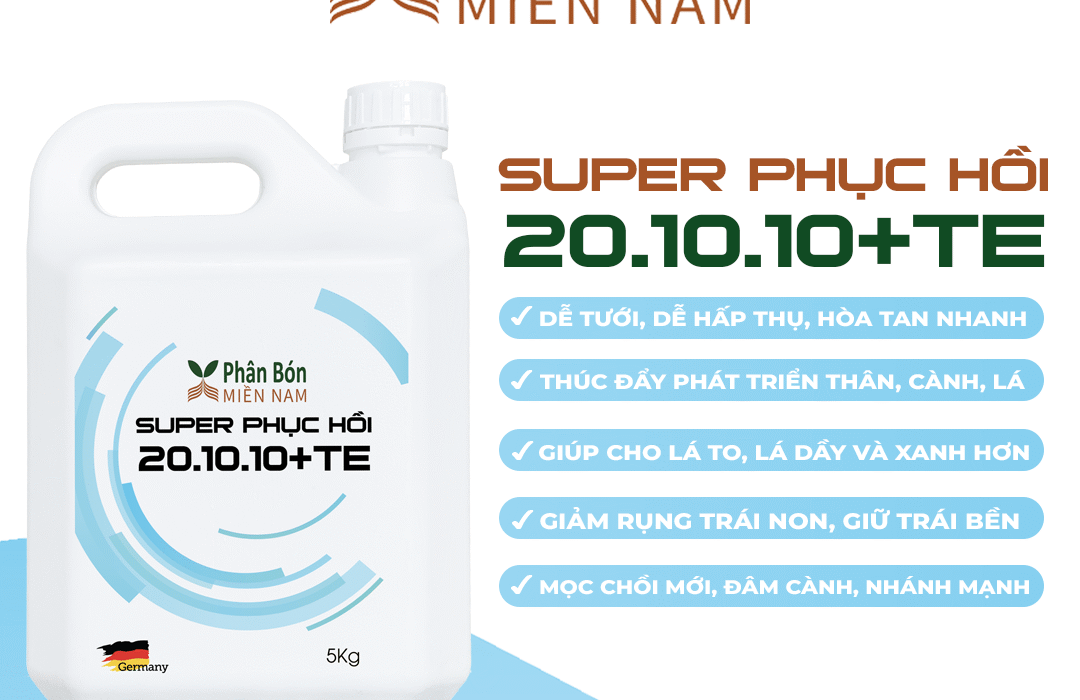 MIỀN NAM
SUPER PHỤC HỒI
20.10.10+TE
✓ DỄ TƯỚI, DỄ HẤP THỤ, HÒA TAN NHANH
✓ THÚC ĐẨY PHÁT TRIỂN THÂN, CÀNH, LÁ
✓ GIÚP CHO LÁ TO, LÁ DẦY VÀ XANH HƠN
✓ GIẢM RỤNG TRÁI NON, GIỮ TRÁI BỀN
✓ MỌC CHỒI MỚI, ĐÂM CÀNH, NHÁNH MẠNH
Phân Bón
MIỀN NAM
SUPER PHỤC HỒI
20.10.10+TE
Germany
5Kg